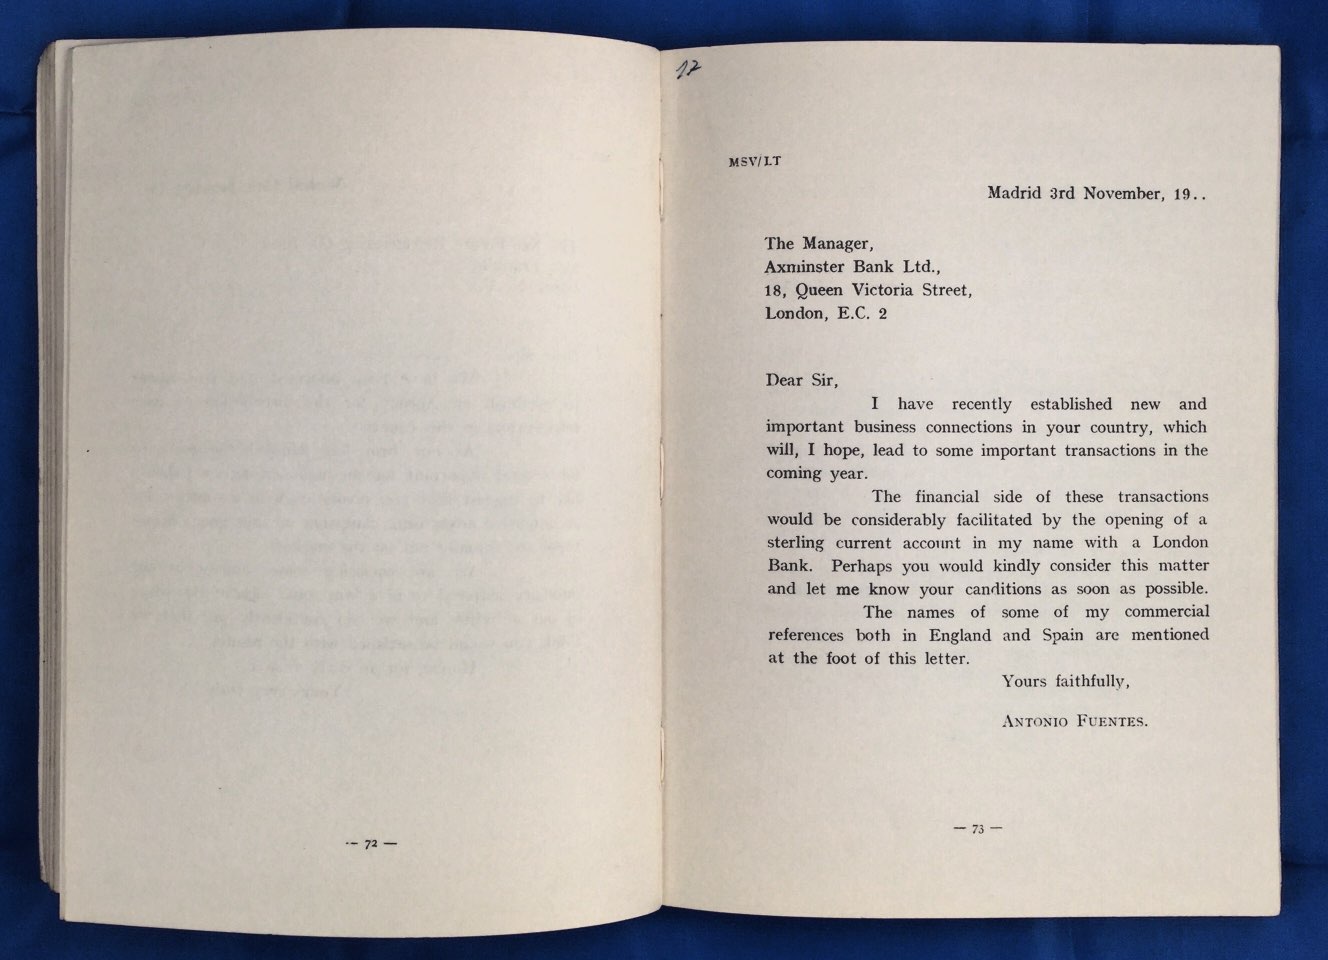 — 72 —
17
MSV/LT
Madrid 3rd November, 19..
The Manager,
Axminster Bank Ltd.,
18, Queen Victoria Street,
London, E.C. 2
Dear Sir,
I have recently established new and
important business connections in your country, which
will, I hope, lead to some important transactions in the
coming year.
The financial side of these transactions
would be considerably facilitated by the opening of a
sterling current account in my name with a London
Bank. Perhaps you would kindly consider this matter
and let me know your canditions as soon as possible.
The names of some of my commercial
references both in England and Spain are mentioned
at the foot of this letter.
Yours faithfully,
ANTONIO FUENTES.
— 73 —